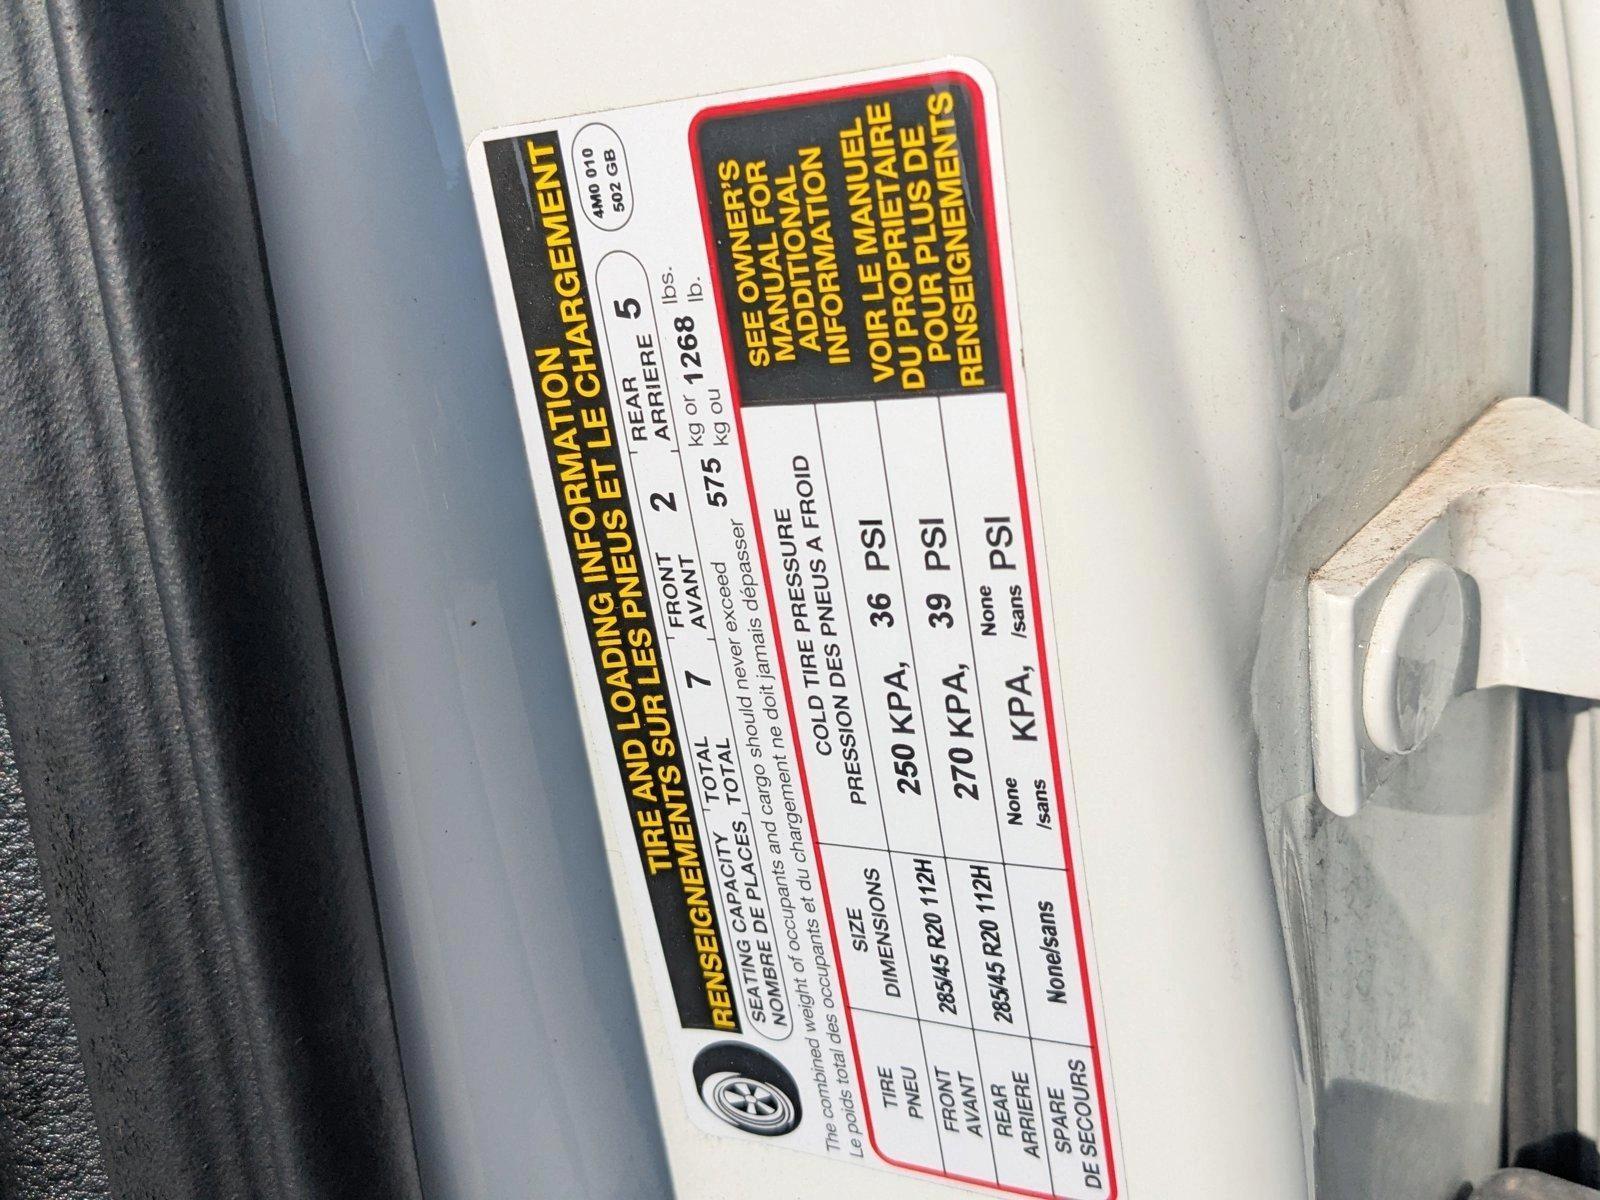 TIRE AND LOADING INFORMATION
RENSEIGNEMENTS SUR LES PNEUS ET LE CHARGEMENT
4M0 010
502 GB
SEATING CAPACITY TOTAL 7 FRONT 2 REAR 5
NOMBRE DE PLACES TOTAL AVANT ARRIERE
The combined weight of occupants and cargo should never exceed 575 kg or 1268 lbs.
Le poids total des occupants et du chargement ne doit jamais dépasser kg ou lb.
TIRE SIZE COLD TIRE PRESSURE
PNEU DIMENSIONS PRESSION DES PNEUS A FROID
FRONT
AVANT 285/45 R20 112H 250 KPA, 36 PSI
REAR
ARRIERE 285/45 R20 112H 270 KPA, 39 PSI
SPARE None KPA, None PSI
DE SECOURS None/sans /sans /sans
SEE OWNER'S
MANUAL FOR
ADDITIONAL
INFORMATION
VOIR LE MANUEL
DU PROPRIETAIRE
POUR PLUS DE
RENSEIGNEMENTS